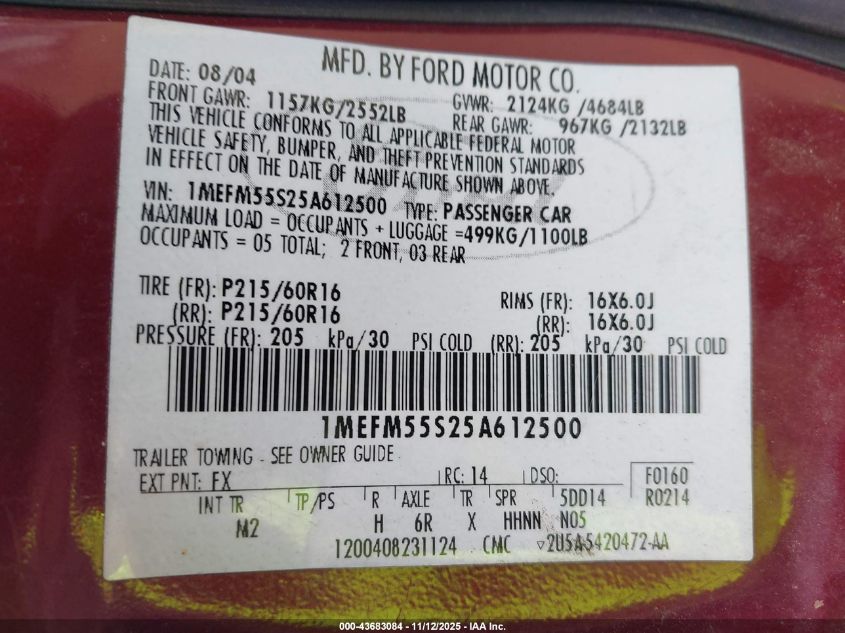 MFD. BY FORD MOTOR CO.
DATE: 08/04
FRONT GAWR: 1157KG/2552LB
GVWR: 2124KG /4684LB
REAR GAWR: 967KG /2132LB
THIS VEHICLE CONFORMS TO ALL APPLICABLE FEDERAL MOTOR
VEHICLE SAFETY, BUMPER, AND THEFT PREVENTION STANDARDS
IN EFFECT ON THE DATE OF MANUFACTURE SHOWN ABOVE.
VIN: 1MEFM55S25A612500 TYPE: PASSENGER CAR
MAXIMUM LOAD = OCCUPANTS + LUGGAGE =499KG/1100LB
OCCUPANTS = 05 TOTAL; 2 FRONT, 03 REAR
TIRE (FR): P215/60R16 RIMS (FR): 16X6.0J
(RR): P215/60R16 (RR): 16X6.0J
PRESSURE (FR): 205 kPa/30 PSI COLD (RR): 205 kPa/30 PSI COLD
1MEFM55S25A612500
TRAILER TOWING - SEE OWNER GUIDE
EXT PNT: FX RC: 14 DSO: F0160
INT TR TP/PS R AXLE TR SPR 5DD14 R0214
M2 H 6R X HHNN N05
1200408231124 CMC ▿2U5A-5420472-AA
000-43683084 - 11/12/2025 - IAA Inc.